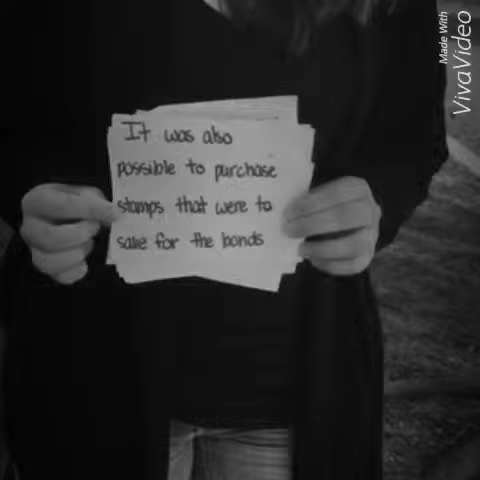 It was also
possible to purchase
stamps that were to
save for the bonds
Made With
VivaVideo